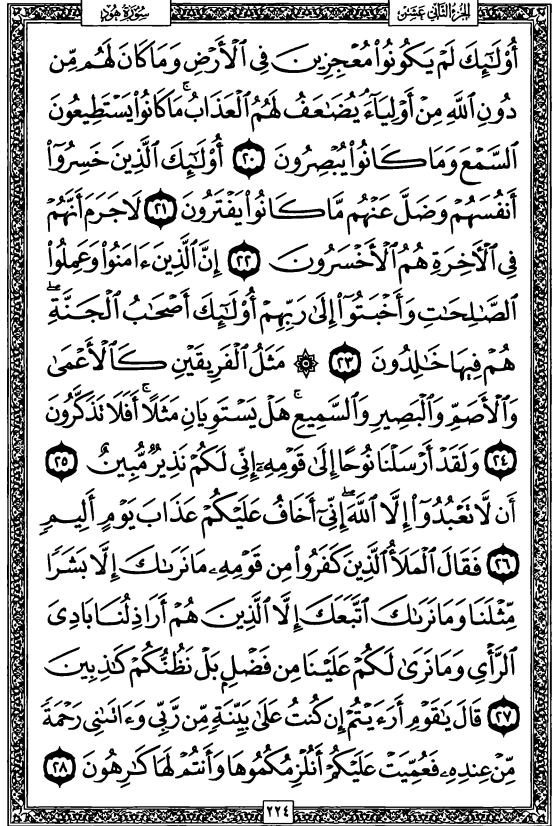 الجزء الثاني عشر
سورة هود
أُوْلَٰٓئِكَ لَمْ يَكُونُواْ مُعْجِزِينَ فِي ٱلْأَرْضِ وَمَا كَانَ لَهُم مِّن
دُونِ ٱللَّهِ مِنْ أَوْلِيَآءَ يُضَٰعَفُ لَهُمُ ٱلْعَذَابُ ۚ مَا كَانُواْ يَسْتَطِيعُونَ
ٱلسَّمْعَ وَمَا كَانُواْ يُبْصِرُونَ ٢٠ أُوْلَٰٓئِكَ ٱلَّذِينَ خَسِرُوٓاْ
أَنفُسَهُمْ وَضَلَّ عَنْهُم مَّا كَانُواْ يَفْتَرُونَ ٢١ لَا جَرَمَ أَنَّهُمْ
فِي ٱلْأَخِرَةِ هُمُ ٱلْأَخْسَرُونَ ٢٢ إِنَّ ٱلَّذِينَ ءَامَنُواْ وَعَمِلُواْ
ٱلصَّٰلِحَٰتِ وَأَخْبَتُوٓاْ إِلَىٰ رَبِّهِمْ أُوْلَٰٓئِكَ أَصْحَٰبُ ٱلْجَنَّةِ ۖ
هُمْ فِيهَا خَٰلِدُونَ ٢٣ ۞ مَثَلُ ٱلْفَرِيقَيْنِ كَٱلْأَعْمَىٰ
وَٱلْأَصَمِّ وَٱلْبَصِيرِ وَٱلسَّمِيعِ ۚ هَلْ يَسْتَوِيَانِ مَثَلًا ۚ أَفَلَا تَذَكَّرُونَ
٢٤ وَلَقَدْ أَرْسَلْنَا نُوحًا إِلَىٰ قَوْمِهِۦٓ إِنِّي لَكُمْ نَذِيرٌ مُّبِينٌ ٢٥
أَن لَّا تَعْبُدُوٓاْ إِلَّا ٱللَّهَ ۖ إِنِّيٓ أَخَافُ عَلَيْكُمْ عَذَابَ يَوْمٍ أَلِيمٍ
٢٦ فَقَالَ ٱلْمَلَأُ ٱلَّذِينَ كَفَرُواْ مِن قَوْمِهِۦ مَا نَرَىٰكَ إِلَّا بَشَرًا
مِّثْلَنَا وَمَا نَرَىٰكَ ٱتَّبَعَكَ إِلَّا ٱلَّذِينَ هُمْ أَرَاذِلُنَا بَادِيَ
ٱلرَّأْيِ وَمَا نَرَىٰ لَكُمْ عَلَيْنَا مِن فَضْلٍۭ بَلْ نَظُنُّكُمْ كَٰذِبِينَ
٢٧ قَالَ يَٰقَوْمِ أَرَءَيْتُمْ إِن كُنتُ عَلَىٰ بَيِّنَةٍ مِّن رَّبِّي وَءَاتَىٰنِي رَحْمَةً
مِّنْ عِندِهِۦ فَعُمِّيَتْ عَلَيْكُمْ أَنُلْزِمُكُمُوهَا وَأَنتُمْ لَهَا كَٰرِهُونَ ٢٨
٢٢٤